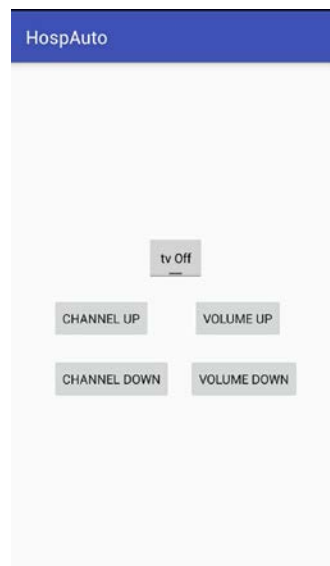 HospAuto
tv Off
CHANNEL UP VOLUME UP
CHANNEL DOWN VOLUME DOWN